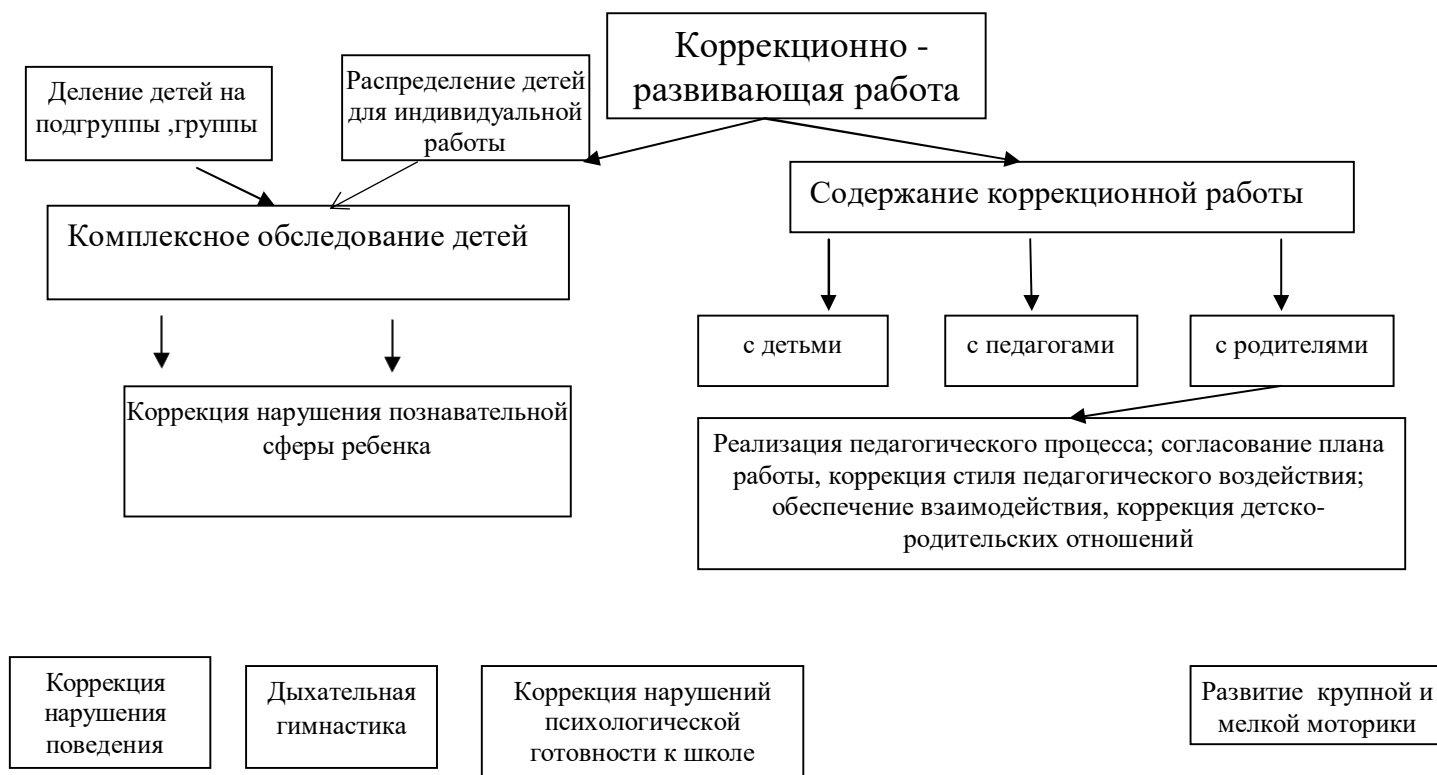 Коррекционно -
развивающая работа
Деление детей на
подгруппы ,группы
Распределение детей
для индивидуальной
работы
Содержание коррекционной работы
Комплексное обследование детей
с детьми
с педагогами
с родителями
Коррекция нарушения познавательной
сферы ребенка
Реализация педагогического процесса; согласование плана
работы, коррекция стиля педагогического воздействия;
обеспечение взаимодействия, коррекция детско-
родительских отношений
Коррекция
нарушения
поведения
Дыхательная
гимнастика
Коррекция нарушений
психологической
готовности к школе
Развитие крупной и
мелкой моторики